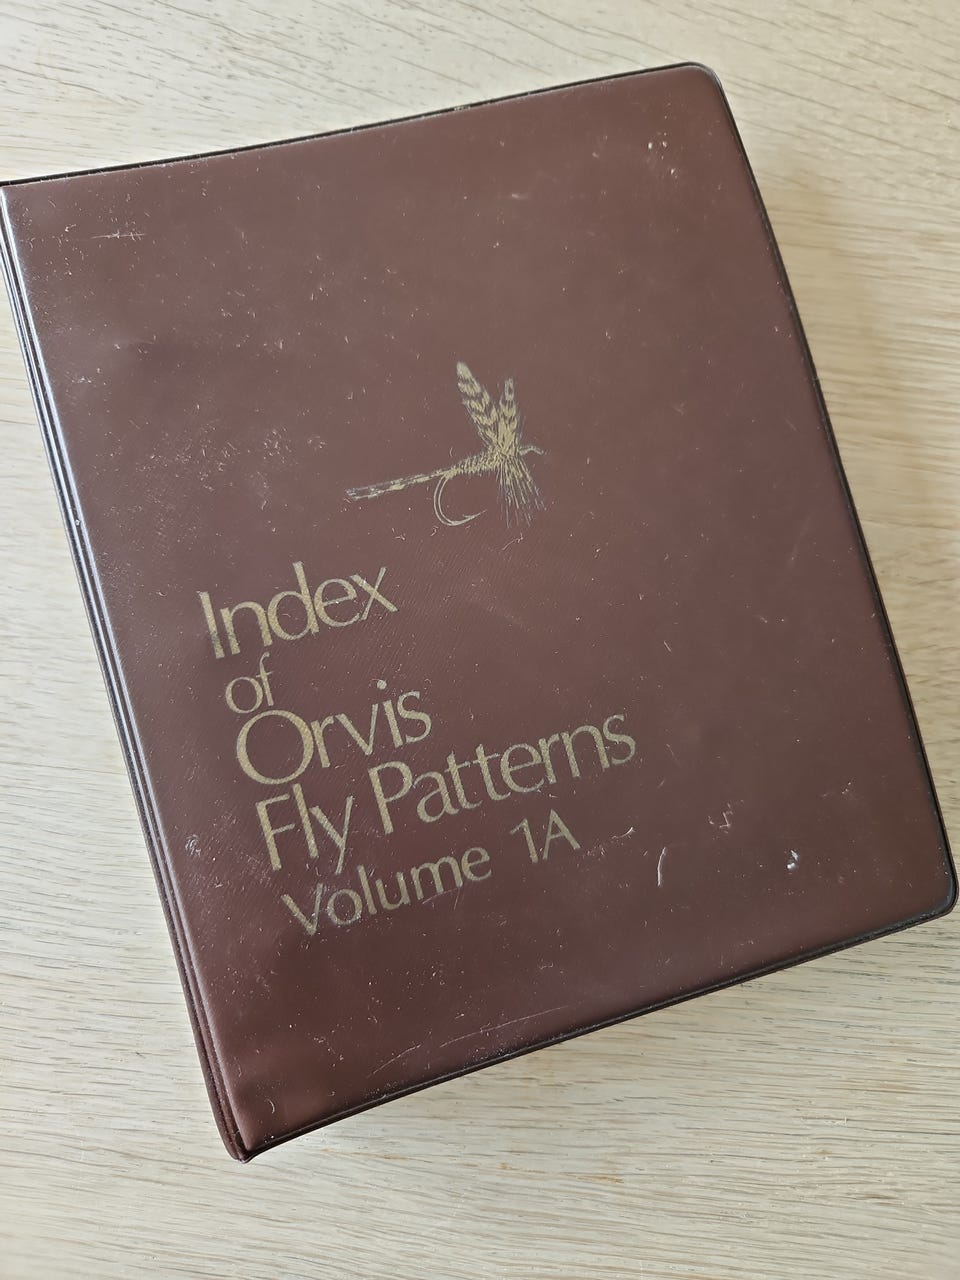 Index
of
Orvis
Fly Patterns
Volume 1A